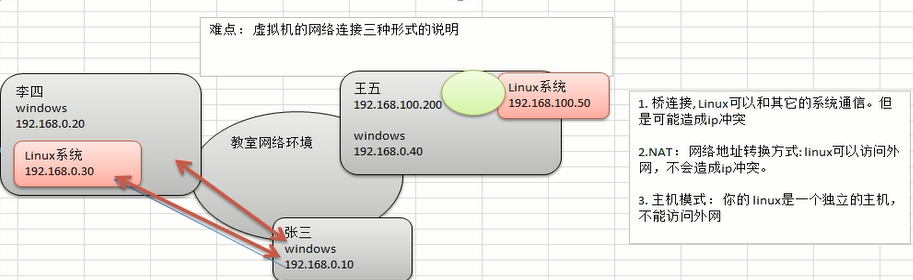 难点：虚拟机的网络连接三种形式的说明
李四
windows
192.168.0.20
Linux系统
192.168.0.30
教室网络环境
王五
192.168.100.200
windows
192.168.0.40
Linux系统
192.168.100.50
张三
windows
192.168.0.10
1. 桥连接, Linux可以和其它的系统通信。但
是可能造成ip冲突
2.NAT：网络地址转换方式: linux可以访问外
网，不会造成ip冲突。
3. 主机模式：你的 linux是一个独立的主机，
不能访问外网